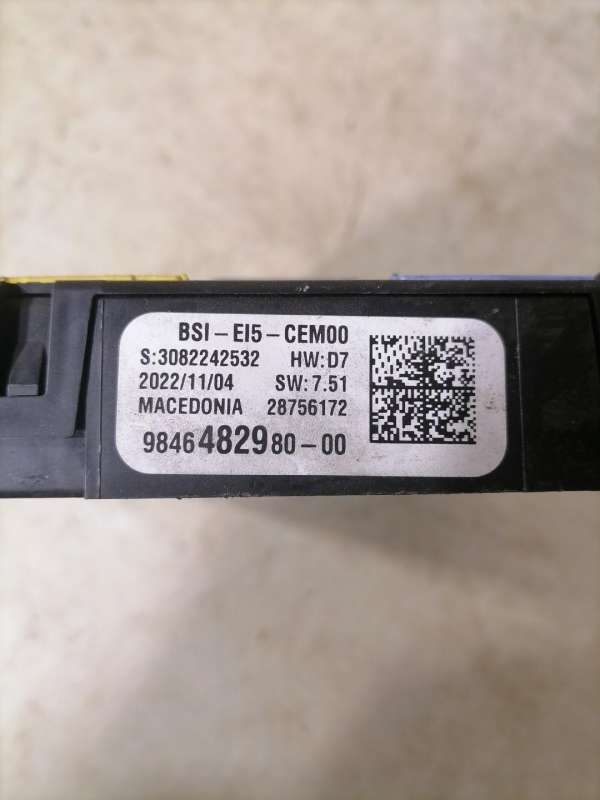 BSI-EI5-CEM00
S:3082242532 HW:D7
2022/11/04 SW:7.51
MACEDONIA 28756172
9846482980-00